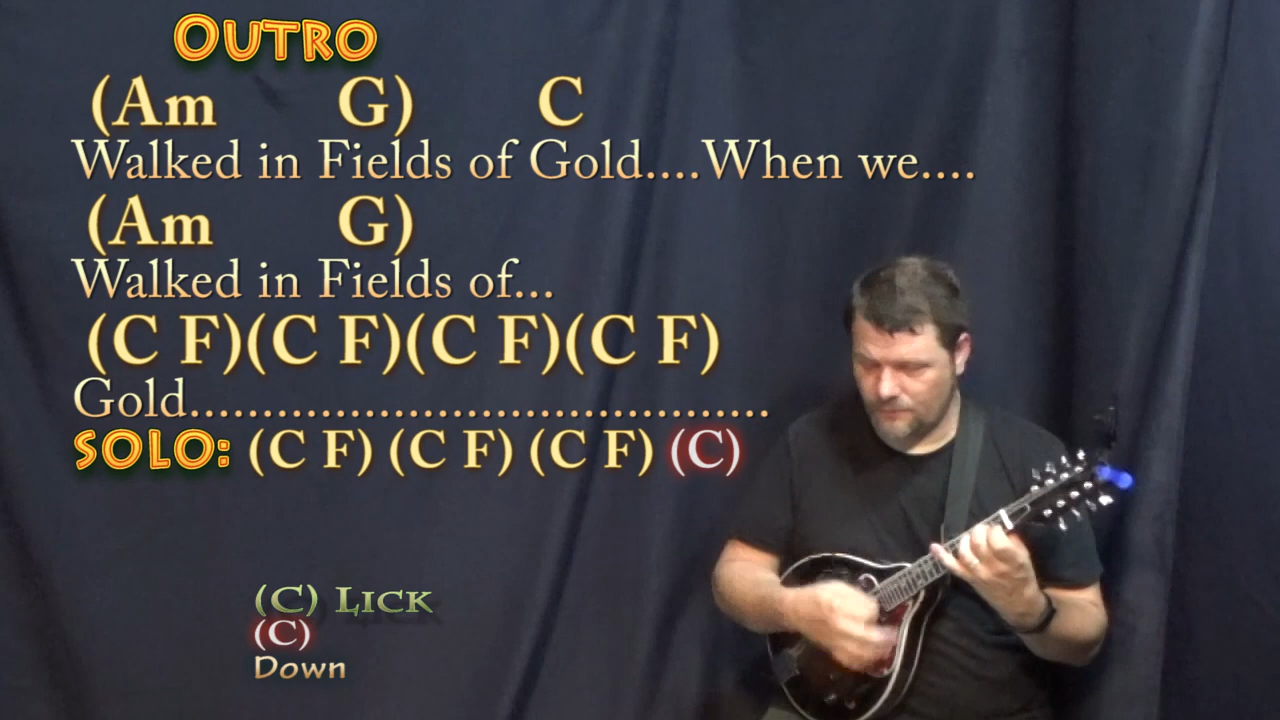 Outro
(Am G) C
Walked in Fields of Gold....When we....
(Am G)
Walked in Fields of...
(C F)(C F)(C F)(C F)
Gold........................................
SOLO: (C F) (C F) (C F) (C)
(C) Lick
(C)
Down